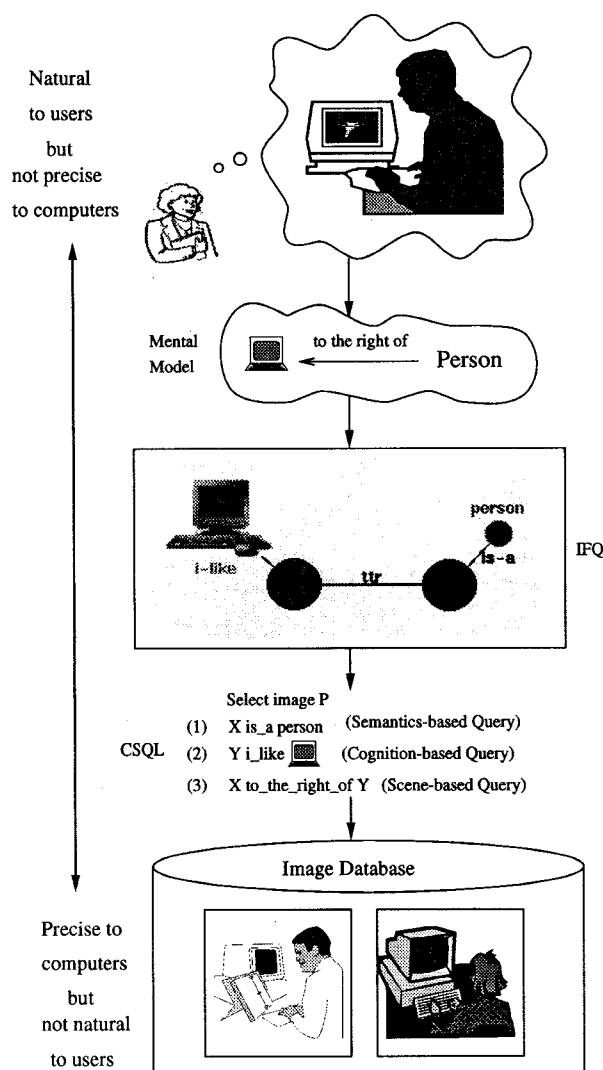 Natural
to users
but
not precise
to computers
Mental
Model
to the right of
Person
person
is-a
i-like
ttr
IFQ
Select image P
CSQL
(1) X is_a person (Semantics-based Query)
(2) Y i_like (Cognition-based Query)
(3) X to_the_right_of Y (Scene-based Query)
Image Database
Precise to
computers
but
not natural
to users